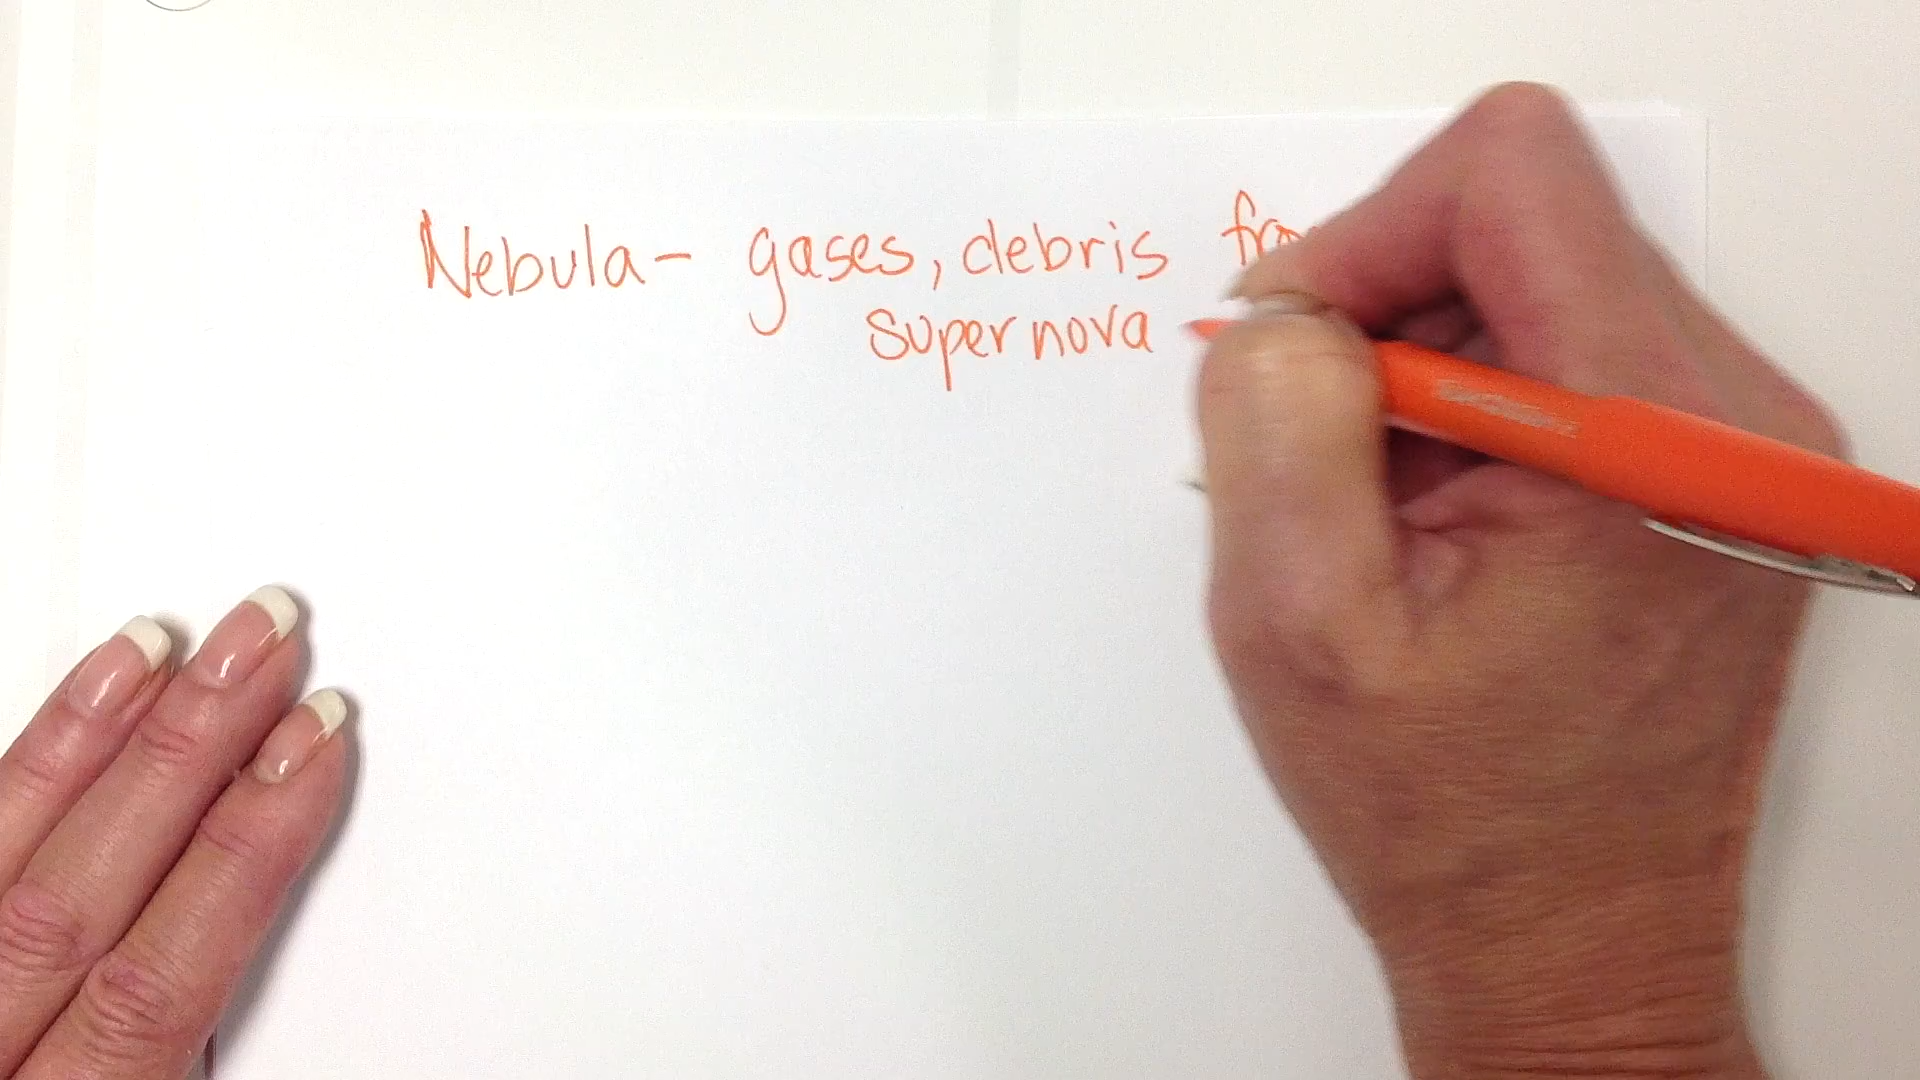 Nebula - gases, debris
supernova